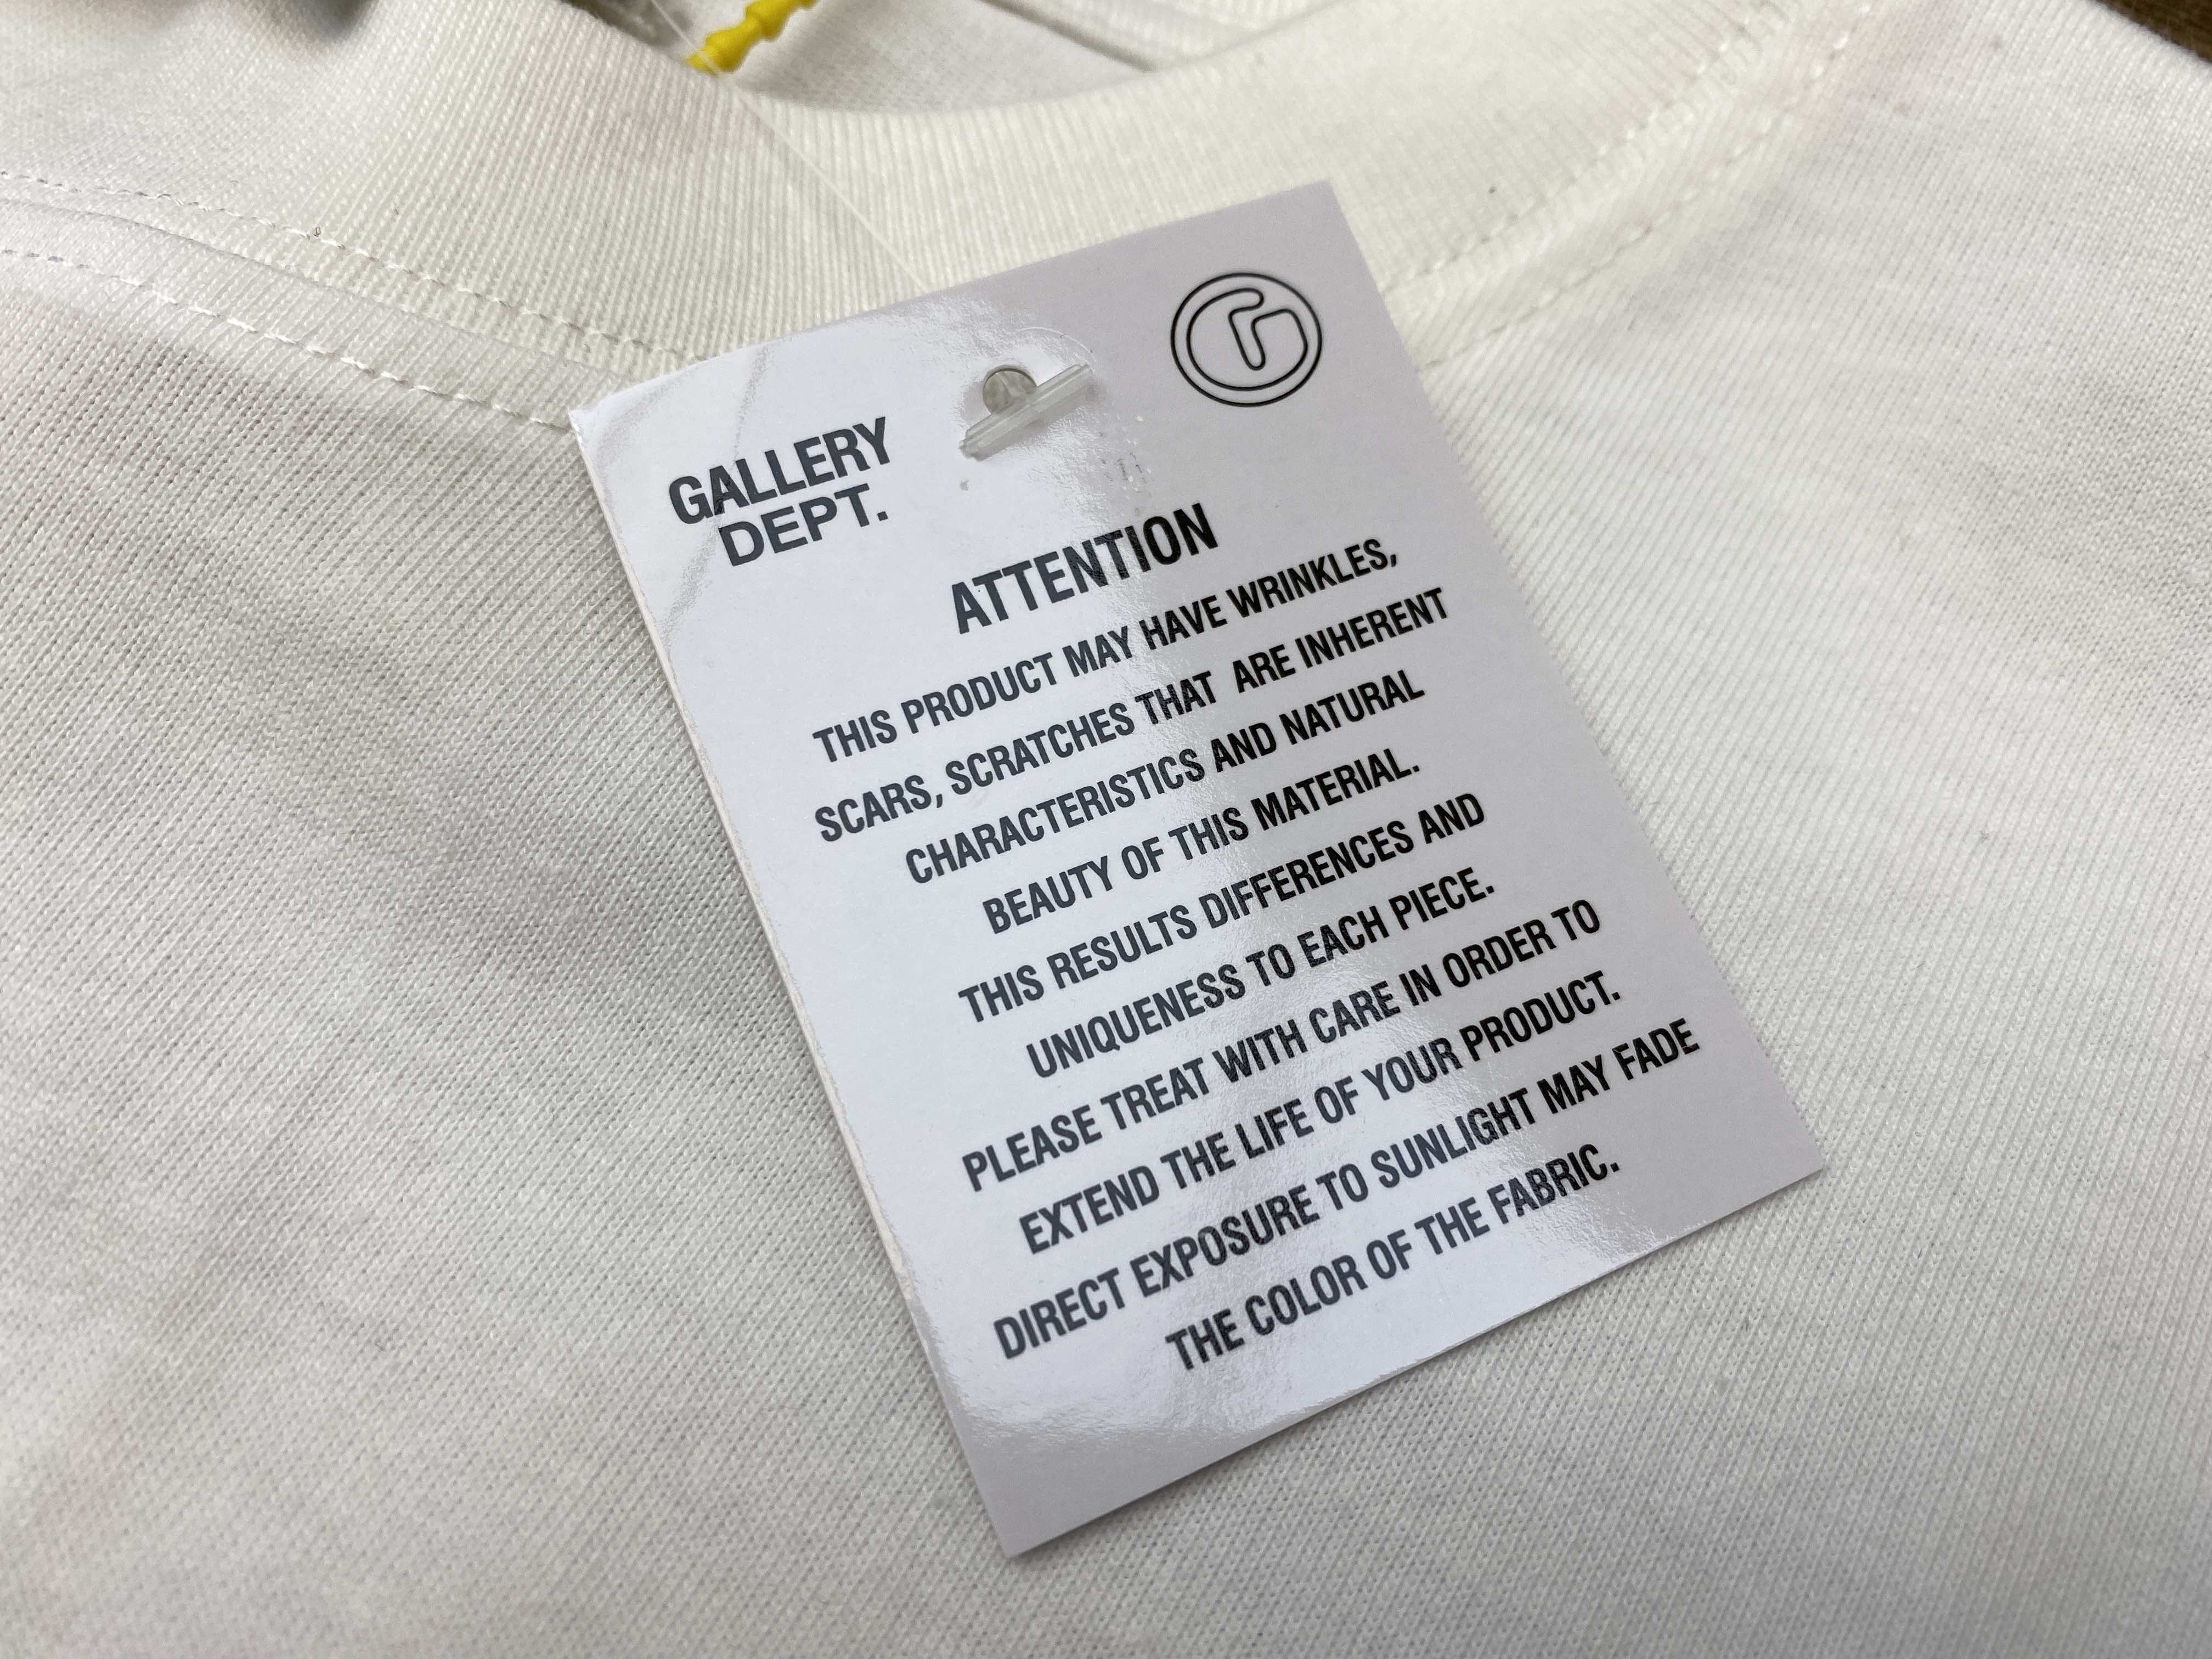 GALLERY
DEPT.
G
ATTENTION
THIS PRODUCT MAY HAVE WRINKLES,
SCARS, SCRATCHES THAT ARE INHERENT
CHARACTERISTICS AND NATURAL
BEAUTY OF THIS MATERIAL.
THIS RESULTS DIFFERENCES AND
UNIQUENESS TO EACH PIECE.
PLEASE TREAT WITH CARE IN ORDER TO
EXTEND THE LIFE OF YOUR PRODUCT.
DIRECT EXPOSURE TO SUNLIGHT MAY FADE
THE COLOR OF THE FABRIC.